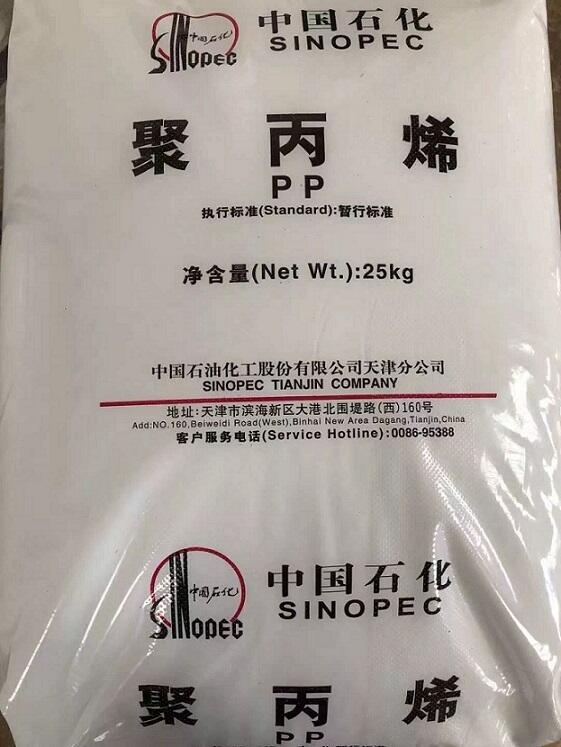 中国石化
SINOPEC
中国石化
SINOPEC
聚丙烯
PP
执行标准(Standard):暂行标准
净含量(Net Wt.):25kg
中国石油化工股份有限公司天津分公司
SINOPEC TIANJIN COMPANY
地址:天津市滨海新区大港北围堤路(西)160号
Add:NO.160,Beiweidi Road(West),Binhai New Area Dagang,Tianjin,China
客户服务电话(Service Hotline):0086-95388
中国石化
SINOPEC
中国石化
SINOPEC
聚丙烯
PP